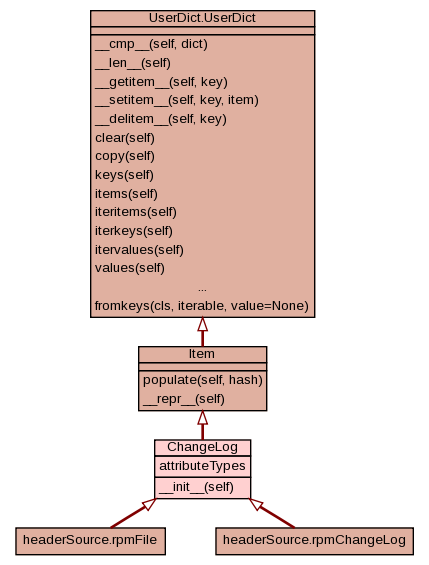 UserDict.UserDict
__cmp__(self, dict)
__len__(self)
__getitem__(self, key)
__setitem__(self, key, item)
__delitem__(self, key)
clear(self)
copy(self)
keys(self)
items(self)
iteritems(self)
iterkeys(self)
itervalues(self)
values(self)
...
fromkeys(cls, iterable, value=None)
Item
populate(self, hash)
__repr__(self)
ChangeLog
attributeTypes
__init__(self)
headerSource.rpmFile
headerSource.rpmChangeLog